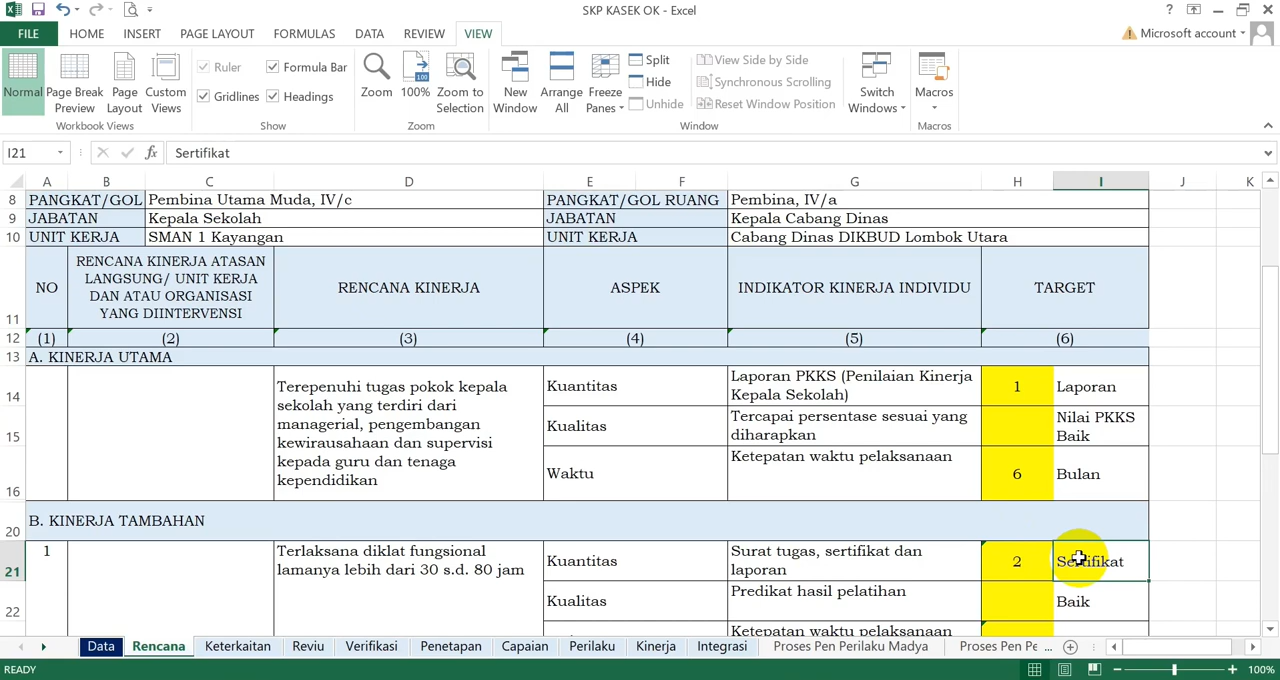 SKP KASEK OK - Excel
FILE HOME INSERT PAGE LAYOUT FORMULAS DATA REVIEW VIEW Microsoft account
Normal Page Break Preview Page Layout Custom Views
Workbook Views
Ruler Formula Bar
Gridlines Headings
Show
Zoom 100% Zoom to Selection
Zoom
New Window Arrange All Freeze Panes
Split
Hide
Unhide
View Side by Side
Synchronous Scrolling
Reset Window Position
Switch Windows
Window
Macros
Macros
I21 fx Sertifikat
A B C D E F G H I J K
8 PANGKAT/GOL Pembina Utama Muda, IV/c PANGKAT/GOL RUANG Pembina, IV/a
9 JABATAN Kepala Sekolah JABATAN Kepala Cabang Dinas
10 UNIT KERJA SMAN 1 Kayangan UNIT KERJA Cabang Dinas DIKBUD Lombok Utara
11 NO
RENCANA KINERJA ATASAN
LANGSUNG/ UNIT KERJA
DAN ATAU ORGANISASI
YANG DIINTERVENSI
RENCANA KINERJA ASPEK INDIKATOR KINERJA INDIVIDU TARGET
12 (1) (2) (3) (4) (5) (6)
13 A. KINERJA UTAMA
Terepenuhi tugas pokok kepala
sekolah yang terdiri dari
managerial, pengembangan
kewirausahaan dan supervisi
kepada guru dan tenaga
kependidikan
14 Kuantitas
Laporan PKKS (Penilaian Kinerja
Kepala Sekolah)
1 Laporan
15 Kualitas
Tercapai persentase sesuai yang
diharapkan
Nilai PKKS
Baik
16 Waktu Ketepatan waktu pelaksanaan 6 Bulan
20 B. KINERJA TAMBAHAN
21 1
Terlaksana diklat fungsional
lamanya lebih dari 30 s.d. 80 jam
Kuantitas
Surat tugas, sertifikat dan
laporan
2 Sertifikat
22 Kualitas Predikat hasil pelatihan Baik
Ketepatan waktu pelaksanaan
Data Rencana Keterkaitan Reviu Verifikasi Penetapan Capaian Perilaku Kinerja Integrasi Proses Pen Perilaku Madya Proses Pen Pe ...
READY 100%